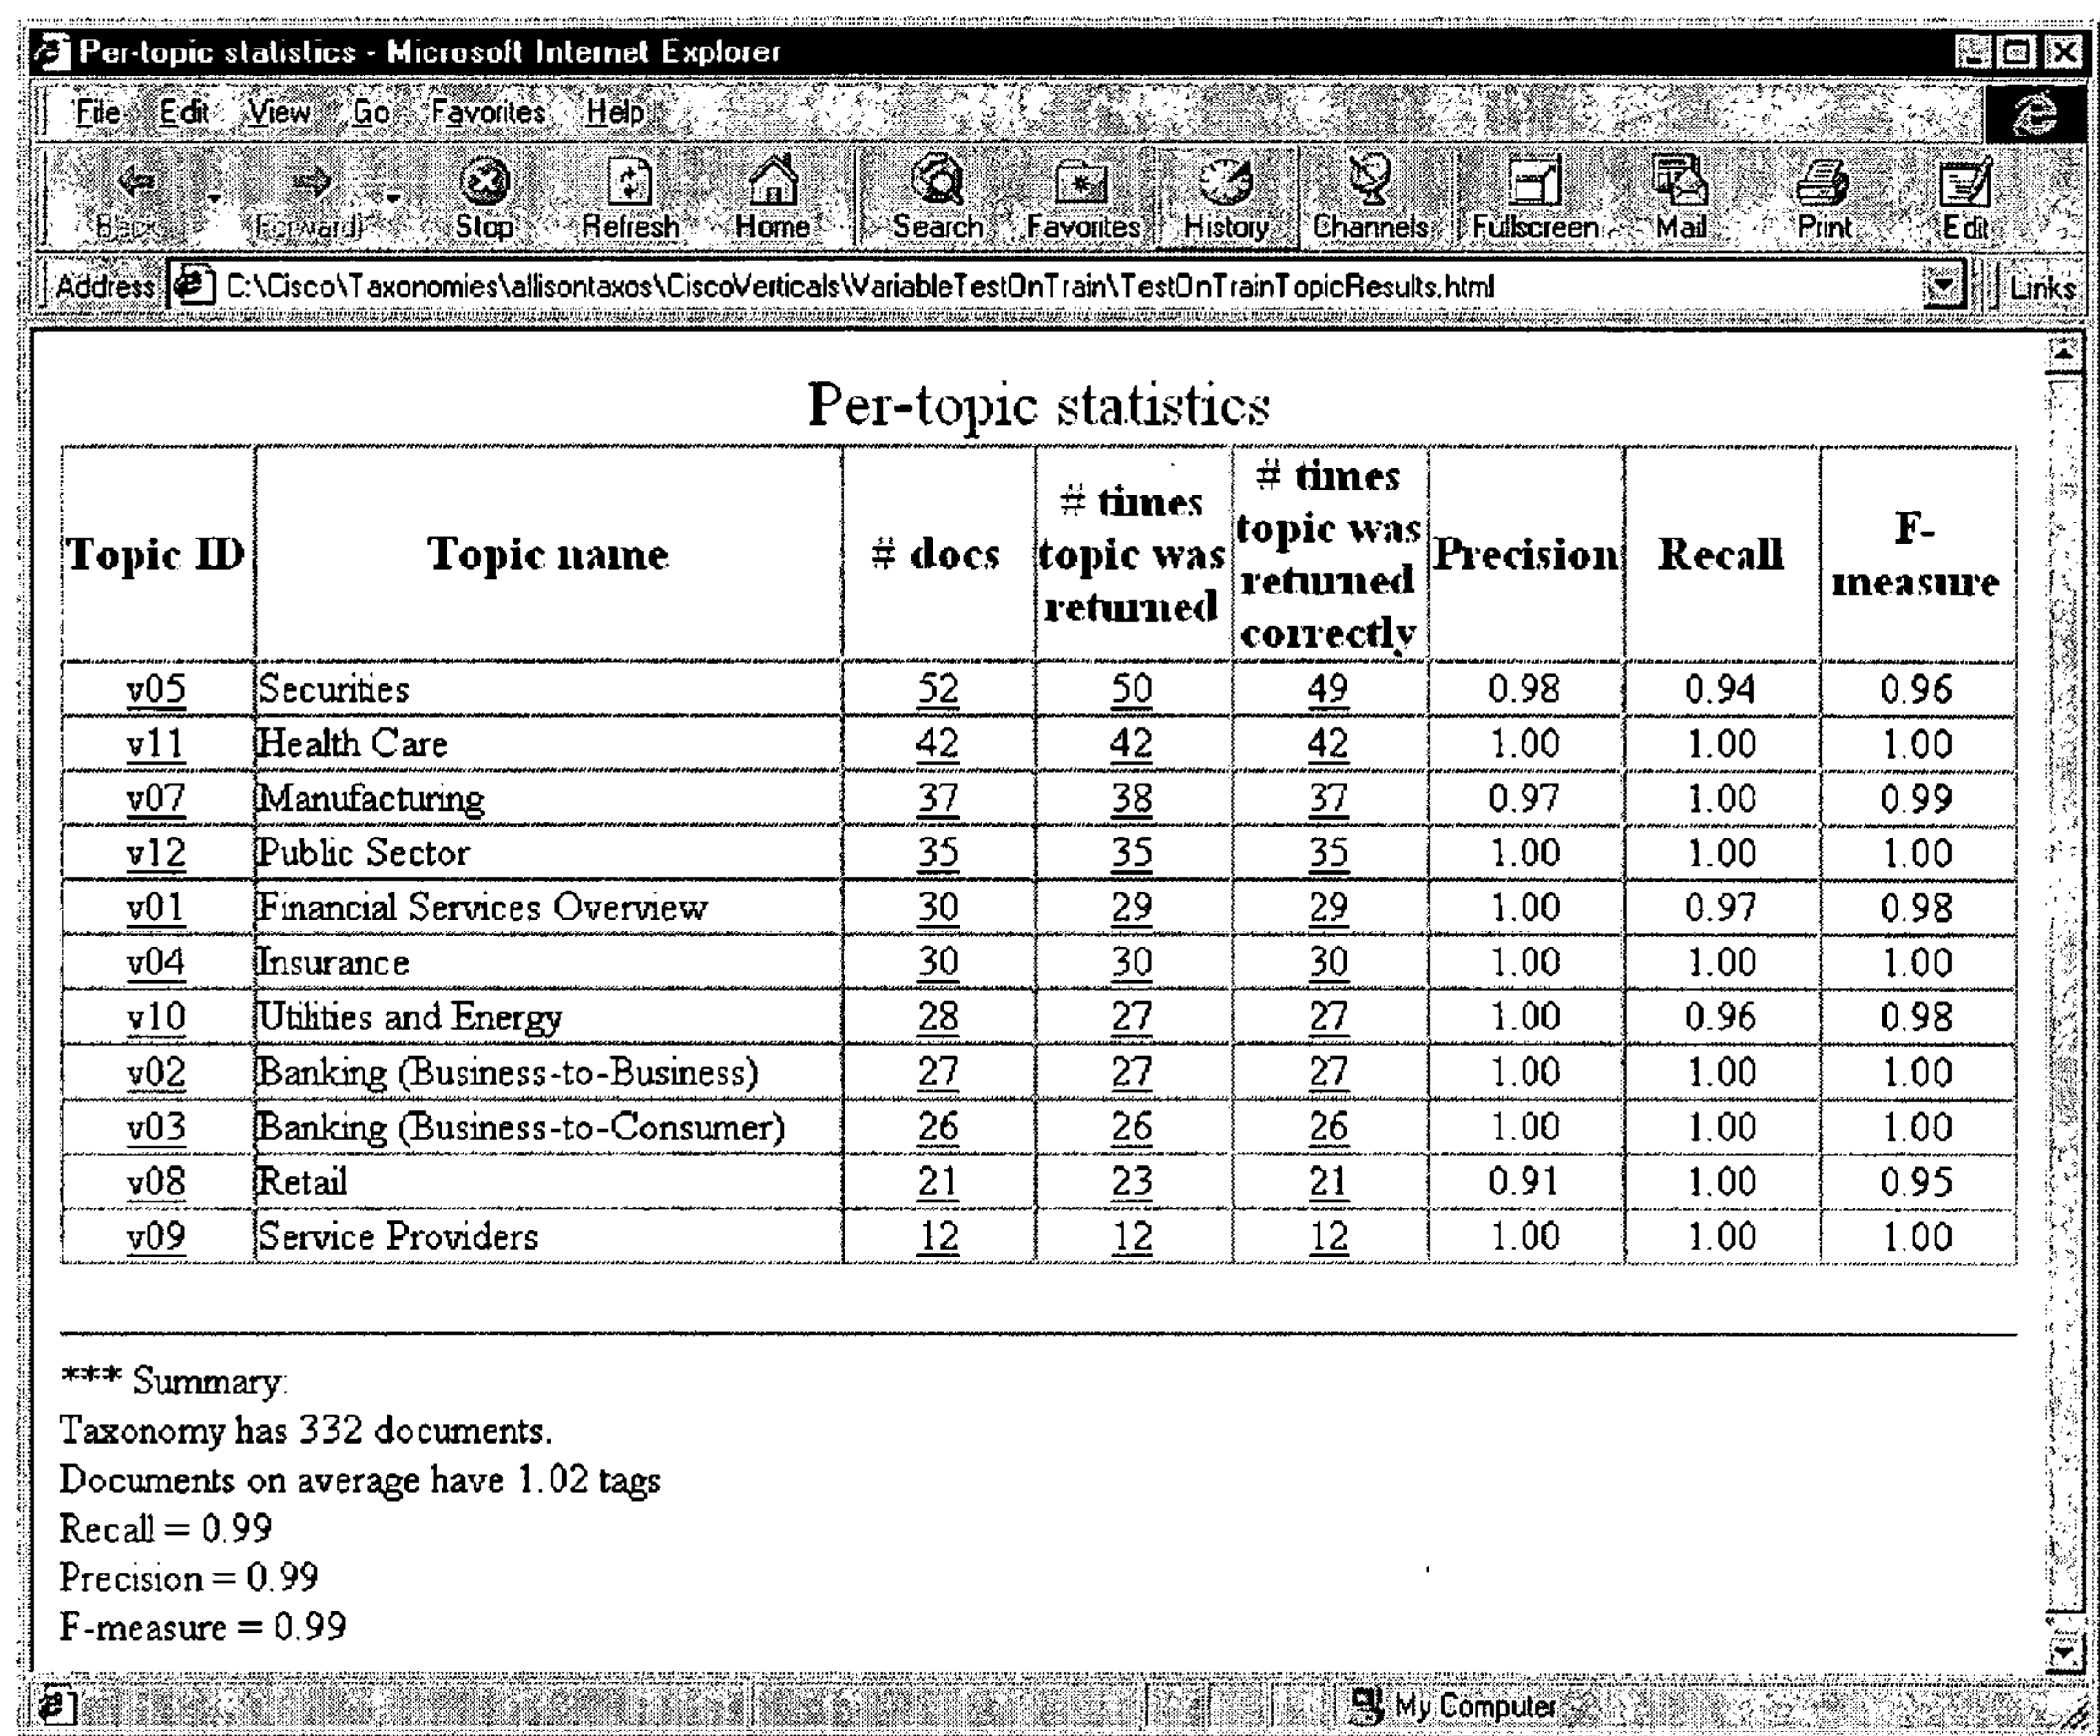 Per-topic statistics - Microsoft Internet Explorer
File Edit View Go Favorites Help
Back Forward Stop Refresh Home Search Favorites History Channels Fullscreen Mail Print Edit
Address C:\Cisco\Taxonomies\allisontaxos\CiscoVerticals\VariableTestOnTrain\TestOnTrainTopicResults.html Links
Per-topic statistics
Topic ID Topic name # docs # times topic was returned # times topic was returned correctly Precision Recall F-measure
v05 Securities 52 50 49 0.98 0.94 0.96
v11 Health Care 42 42 42 1.00 1.00 1.00
v07 Manufacturing 37 38 37 0.97 1.00 0.99
v12 Public Sector 35 35 35 1.00 1.00 1.00
v01 Financial Services Overview 30 29 29 1.00 0.97 0.98
v04 Insurance 30 30 30 1.00 1.00 1.00
v10 Utilities and Energy 28 27 27 1.00 0.96 0.98
v02 Banking (Business-to-Business) 27 27 27 1.00 1.00 1.00
v03 Banking (Business-to-Consumer) 26 26 26 1.00 1.00 1.00
v08 Retail 21 23 21 0.91 1.00 0.95
v09 Service Providers 12 12 12 1.00 1.00 1.00
*** Summary:
Taxonomy has 332 documents.
Documents on average have 1.02 tags
Recall = 0.99
Precision = 0.99
F-measure = 0.99
My Computer